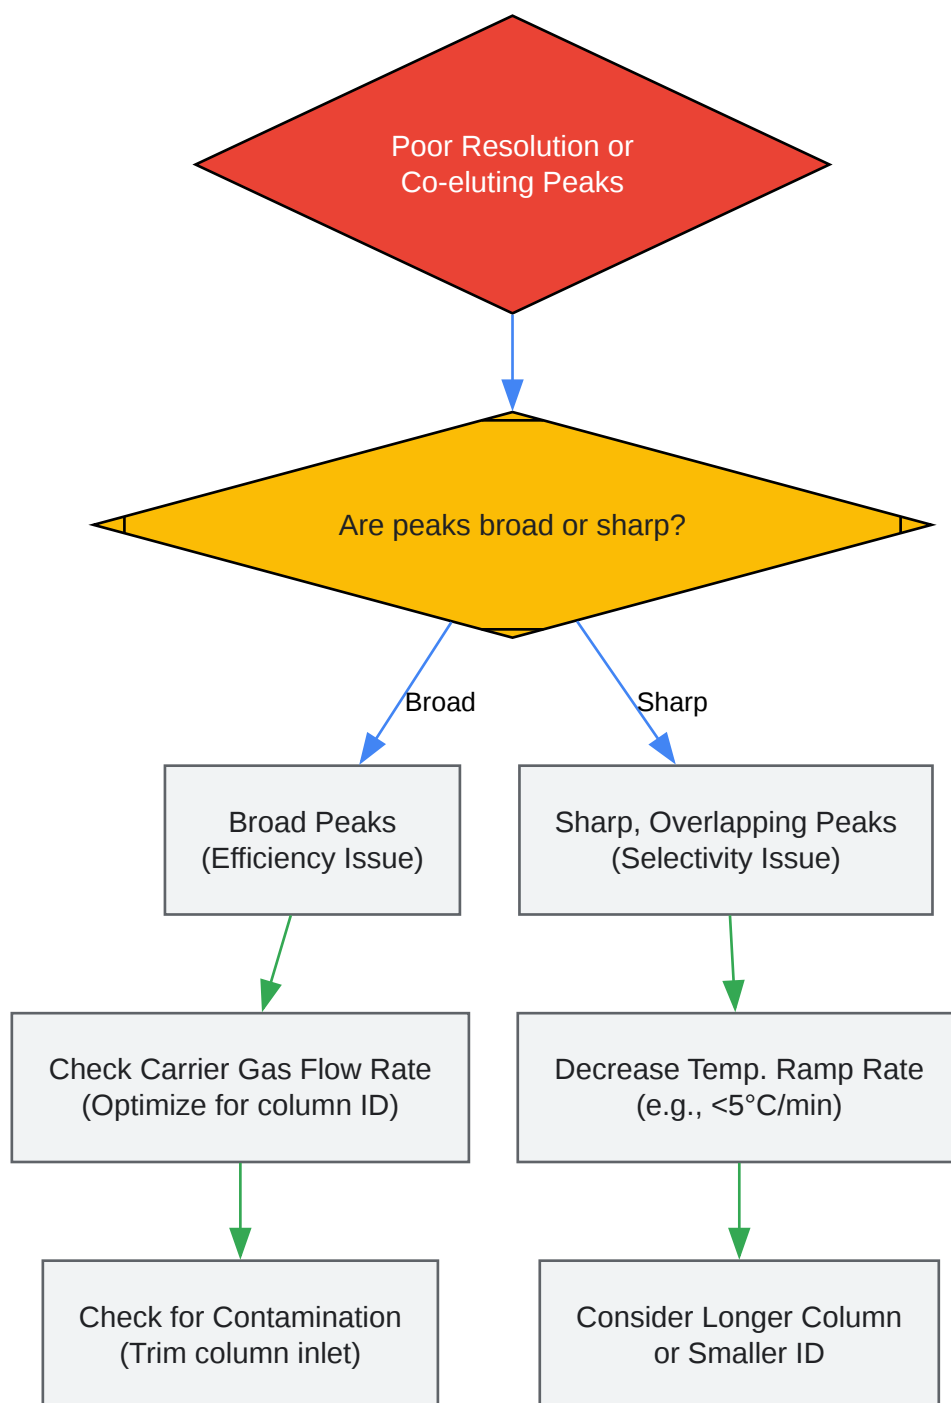 Poor Resolution or
Co-eluting Peaks
Are peaks broad or sharp?
Broad
Sharp
Broad Peaks
(Efficiency Issue)
Sharp, Overlapping Peaks
(Selectivity Issue)
Check Carrier Gas Flow Rate
(Optimize for column ID)
Decrease Temp. Ramp Rate
(e.g., <5°C/min)
Check for Contamination
(Trim column inlet)
Consider Longer Column
or Smaller ID